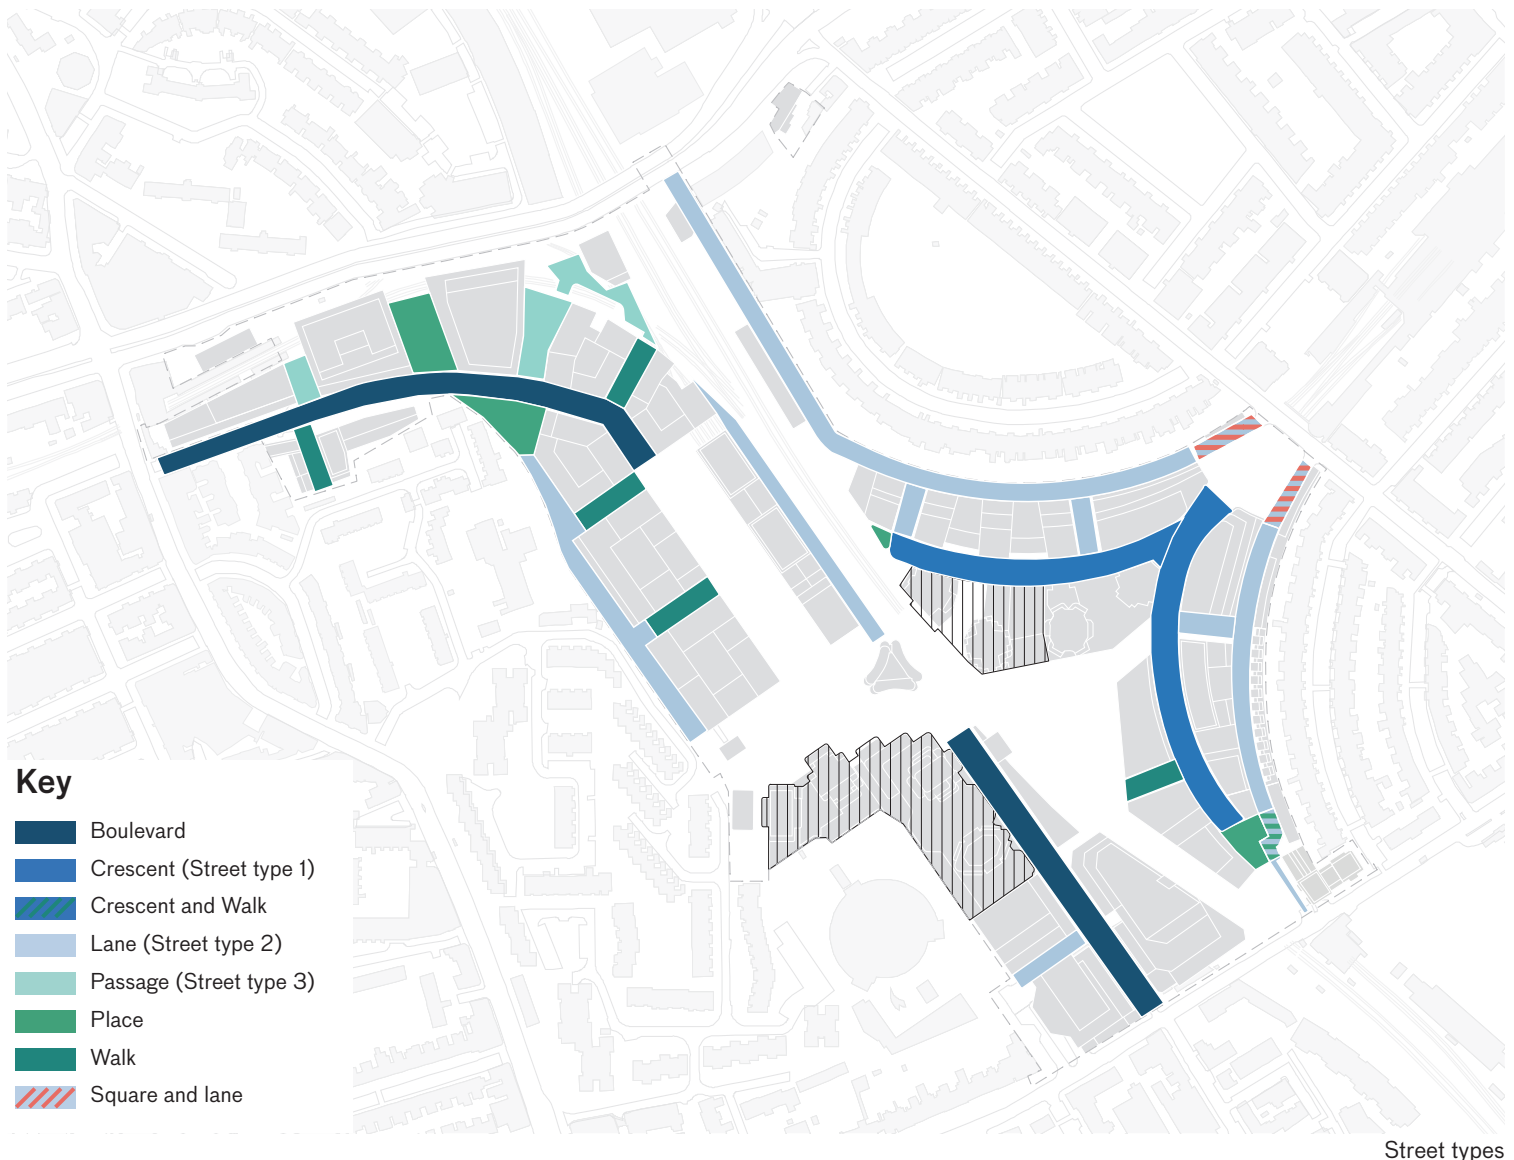 Key
Boulevard
Crescent (Street type 1)
Crescent and Walk
Lane (Street type 2)
Passage (Street type 3)
Place
Walk
Square and lane
Street types